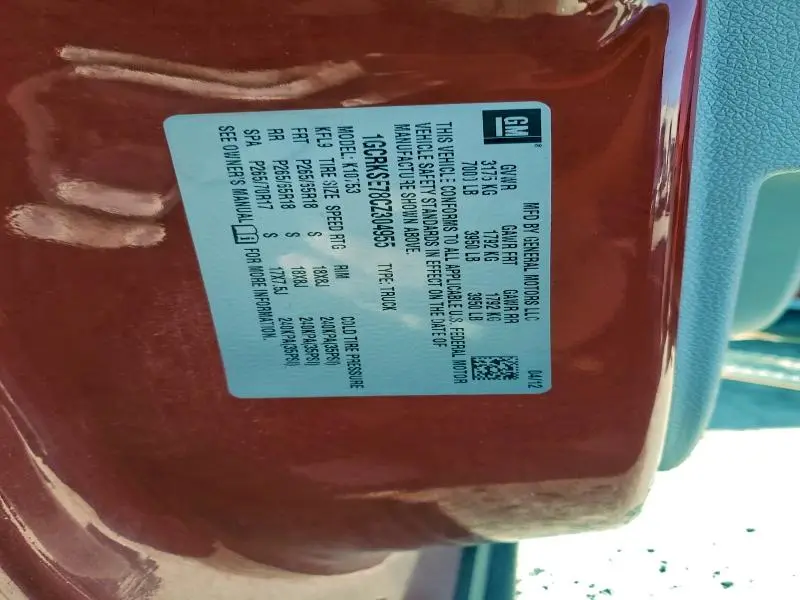 GM
MFD BY GENERAL MOTORS LLC 04/12
GVWR GAWR FRT GAWR RR
3175 KG 1792 KG 1792 KG
7000 LB 3950 LB 3950 LB
THIS VEHICLE CONFORMS TO ALL APPLICABLE U.S. FEDERAL MOTOR
VEHICLE SAFETY STANDARDS IN EFFECT ON THE DATE OF
MANUFACTURE SHOWN ABOVE.
1GCRKSE78CZ304955 TYPE: TRUCK
MODEL: K10753
KFL9 TIRE SIZE SPEED RTG RIM COLD TIRE PRESSURE
FRT P265/65R18 S 18X8J 240KPA(35PSI)
RR P265/65R18 S 18X8J 240KPA(35PSI)
SPA P265/70R17 S 17X7.5J 240KPA(35PSI)
SEE OWNER'S MANUAL FOR MORE INFORMATION.